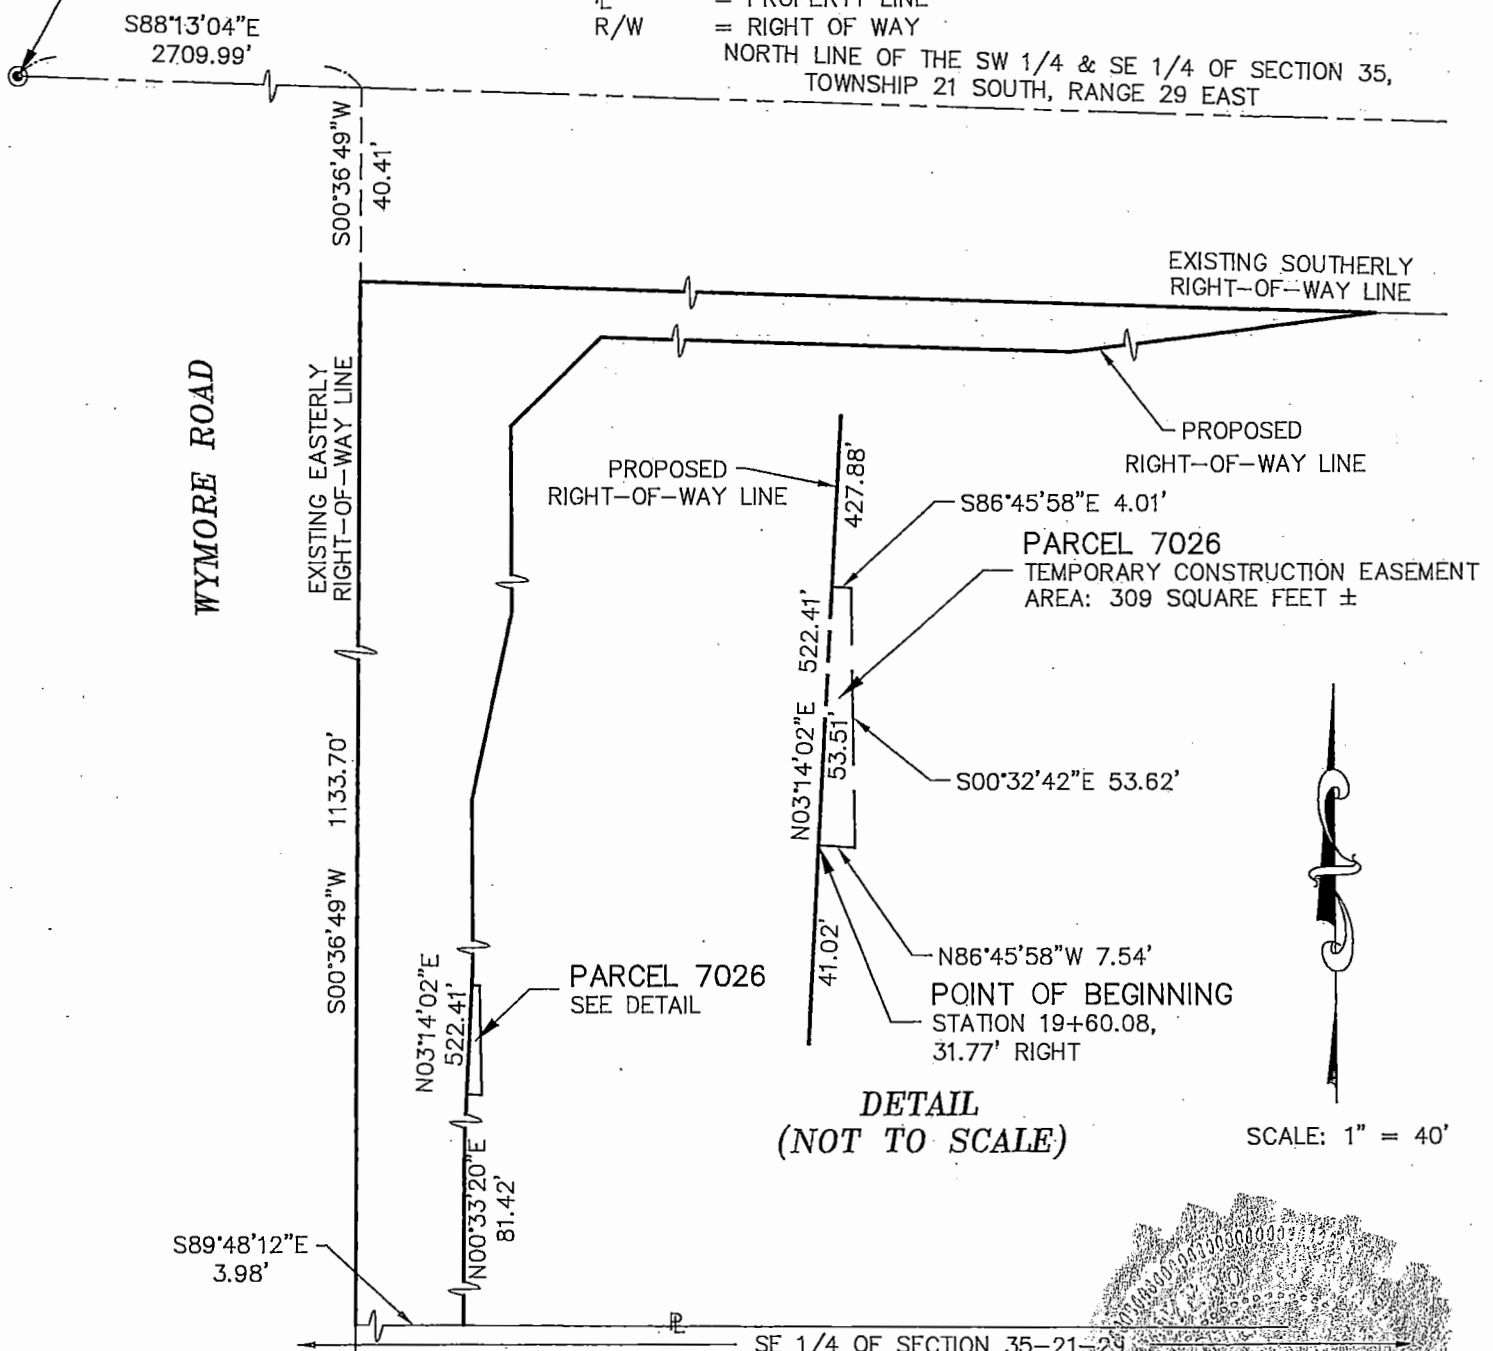 S88°13'04"E
2709.99'
℄ = PROPERTY LINE
R/W = RIGHT OF WAY
NORTH LINE OF THE SW 1/4 & SE 1/4 OF SECTION 35,
TOWNSHIP 21 SOUTH, RANGE 29 EAST
S00°36'49"W
40.41'
EXISTING SOUTHERLY
RIGHT-OF-WAY LINE
WYMORE ROAD
EXISTING EASTERLY
RIGHT-OF-WAY LINE
PROPOSED
RIGHT-OF-WAY LINE
PROPOSED
RIGHT-OF-WAY LINE
427.88'
S86°45'58"E 4.01'
PARCEL 7026
TEMPORARY CONSTRUCTION EASEMENT
AREA: 309 SQUARE FEET ±
N03°14'02"E 522.41'
53.51'
S00°32'42"E 53.62'
S00°36'49"W 1133.70'
41.02'
N86°45'58"W 7.54'
POINT OF BEGINNING
STATION 19+60.08,
31.77' RIGHT
N03°14'02"E
522.41'
PARCEL 7026
SEE DETAIL
DETAIL
(NOT TO SCALE)
SCALE: 1" = 40'
N00°33'20"E
81.42'
S89°48'12"E
3.98'
PL
SE 1/4 OF SECTION 35-21-29